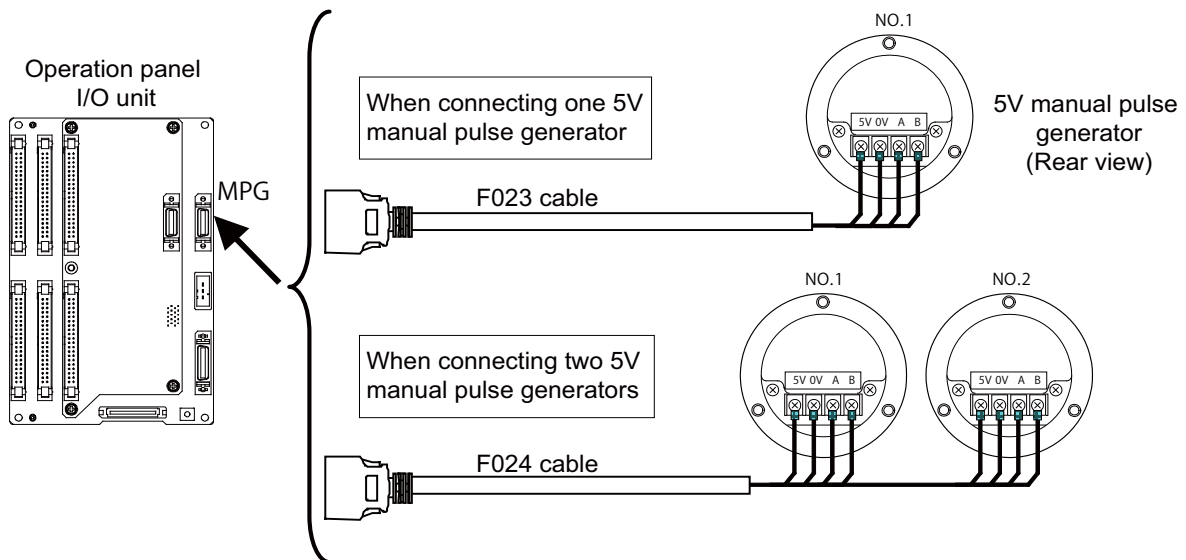 Operation panel
I/O unit
MPG
When connecting one 5V
manual pulse generator
F023 cable
NO.1
5V 0V A B
5V manual pulse
generator
(Rear view)
When connecting two 5V
manual pulse generators
F024 cable
NO.1
5V 0V A B
NO.2
5V 0V A B